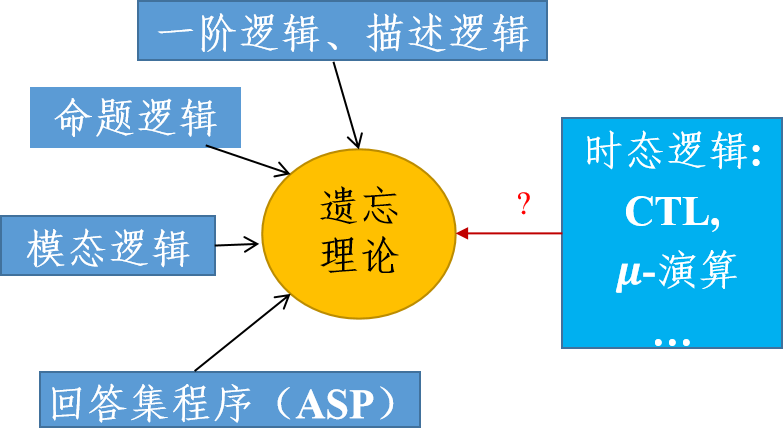 一阶逻辑、描述逻辑
命题逻辑
模态逻辑
回答集程序（ASP）
遗忘
理论
?
时态逻辑:
CTL,
μ-演算
...